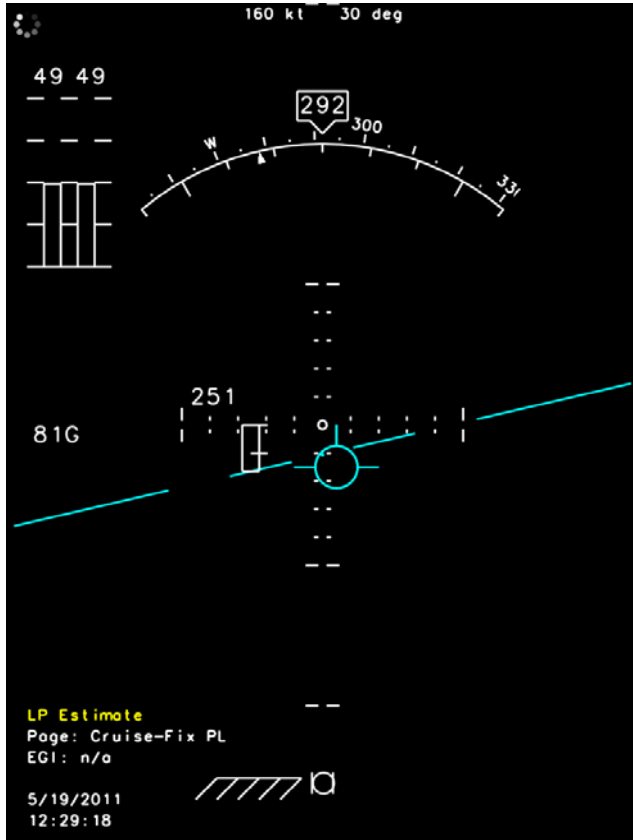 160 kt 30 deg
49 49
292
W
300
251
81G
LP Estimate
Page: Cruise-Fix PL
EGI: n/a
5/19/2011
12:29:18